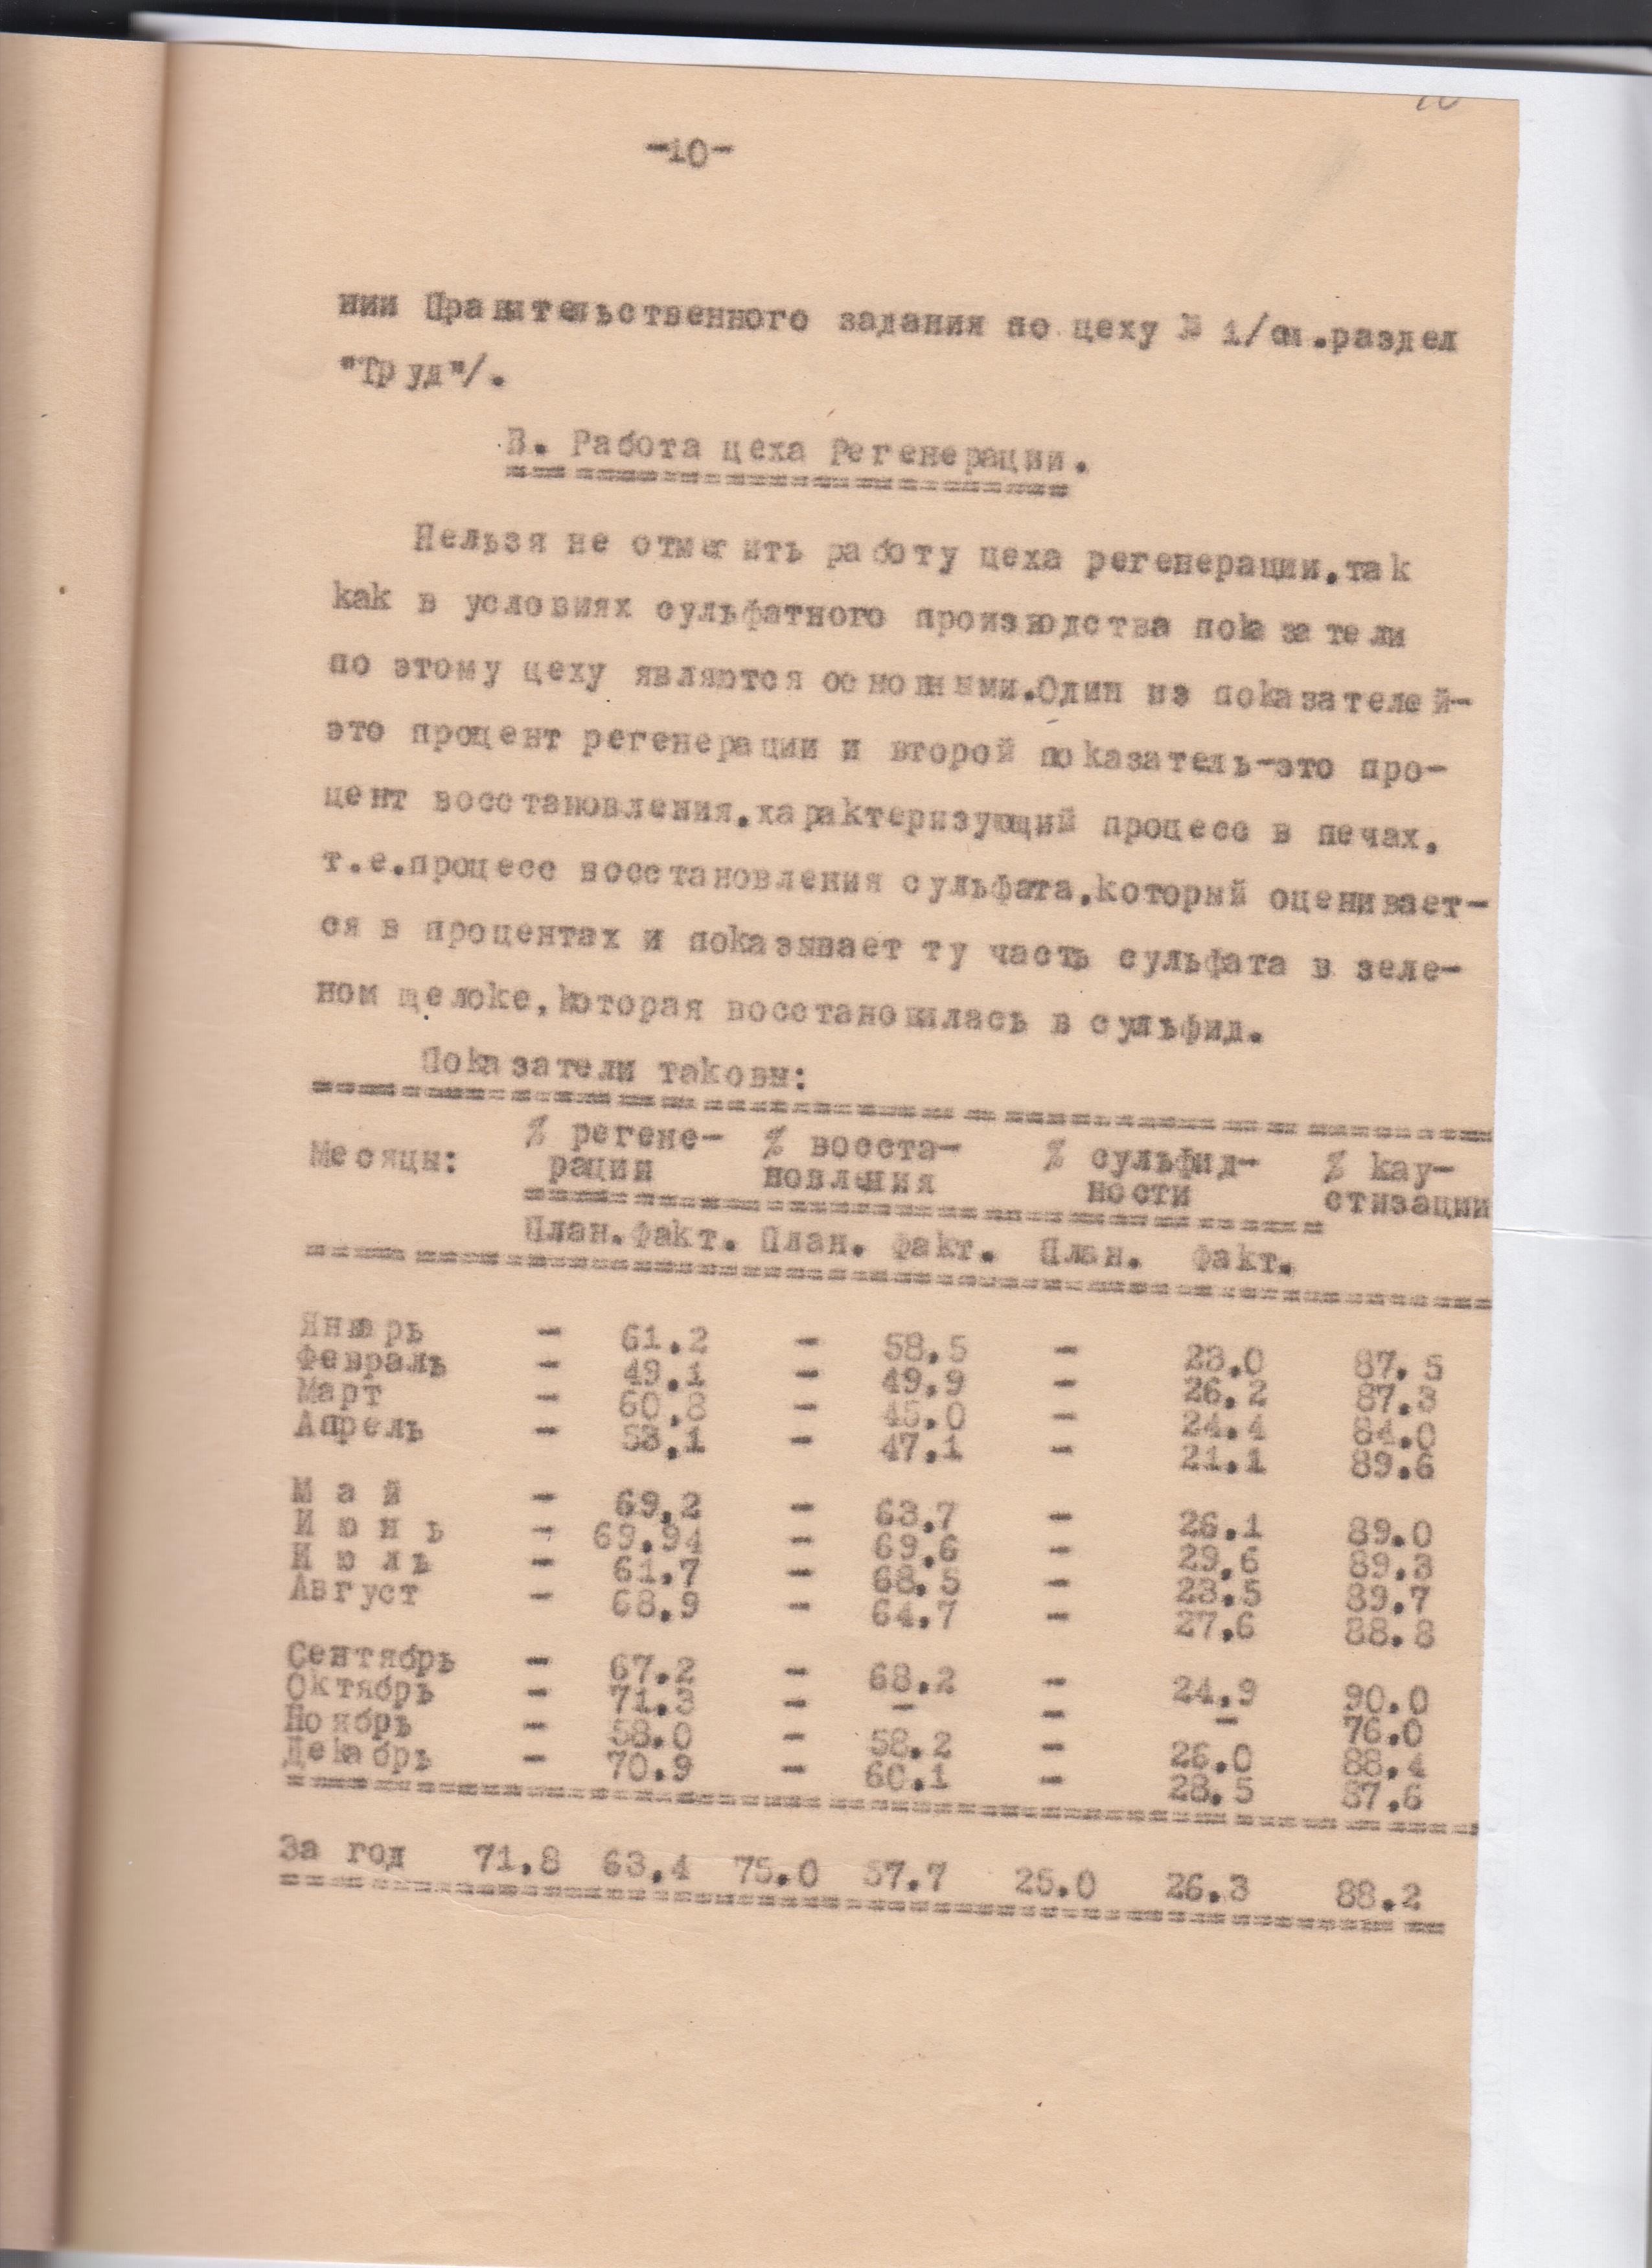 -10-
нии Правительственного задания по цеху № 1/см.раздел
"Труд"/.
В. Работа цеха Регенерации.
Нельзя не отметить работу цеха регенерации,так
как в условиях сульфатного производства показатели
по этому цеху являются основными.Один из показателей-
это процент регенерации и второй показатель-это про-
цент восстановления,характеризующий процесс в печах,
т.е.процесс восстановления сульфата,который оценивает-
ся в процентах и показывает ту часть сульфата в зеле-
ном щелоке,которая восстановилась в сульфид.
Показатели таковы:
Месяцы: % регене- % восста- % сульфид- % кау-
рации новления ности стизации
План. Факт. План. Факт. План. Факт.
Январь - 61.2 - 58.5 - 23.0 87.5
Февраль - 49.1 - 49.9 - 26.2 87.3
Март - 60.8 - 45.0 - 24.4 84.0
Апрель - 53.1 - 47.1 - 21.1 89.6
М а й - 69.2 - 63.7 - 26.1 89.0
И ю н ь - 69.94 - 69.6 - 29.6 89.3
И ю л ь - 61.7 - 68.5 - 23.5 89.7
Август - 68.9 - 64.7 - 27.6 88.8
Сентябрь - 67.2 - 68.2 - 24.9 90.0
Октябрь - 71.3 - - - - 76.0
Ноябрь - 58.0 - 58.2 - 26.0 88.4
Декабрь - 70.9 - 60.1 - 28.5 87.6
За год 71.8 63.4 75.0 57.7 25.0 26.3 88.2